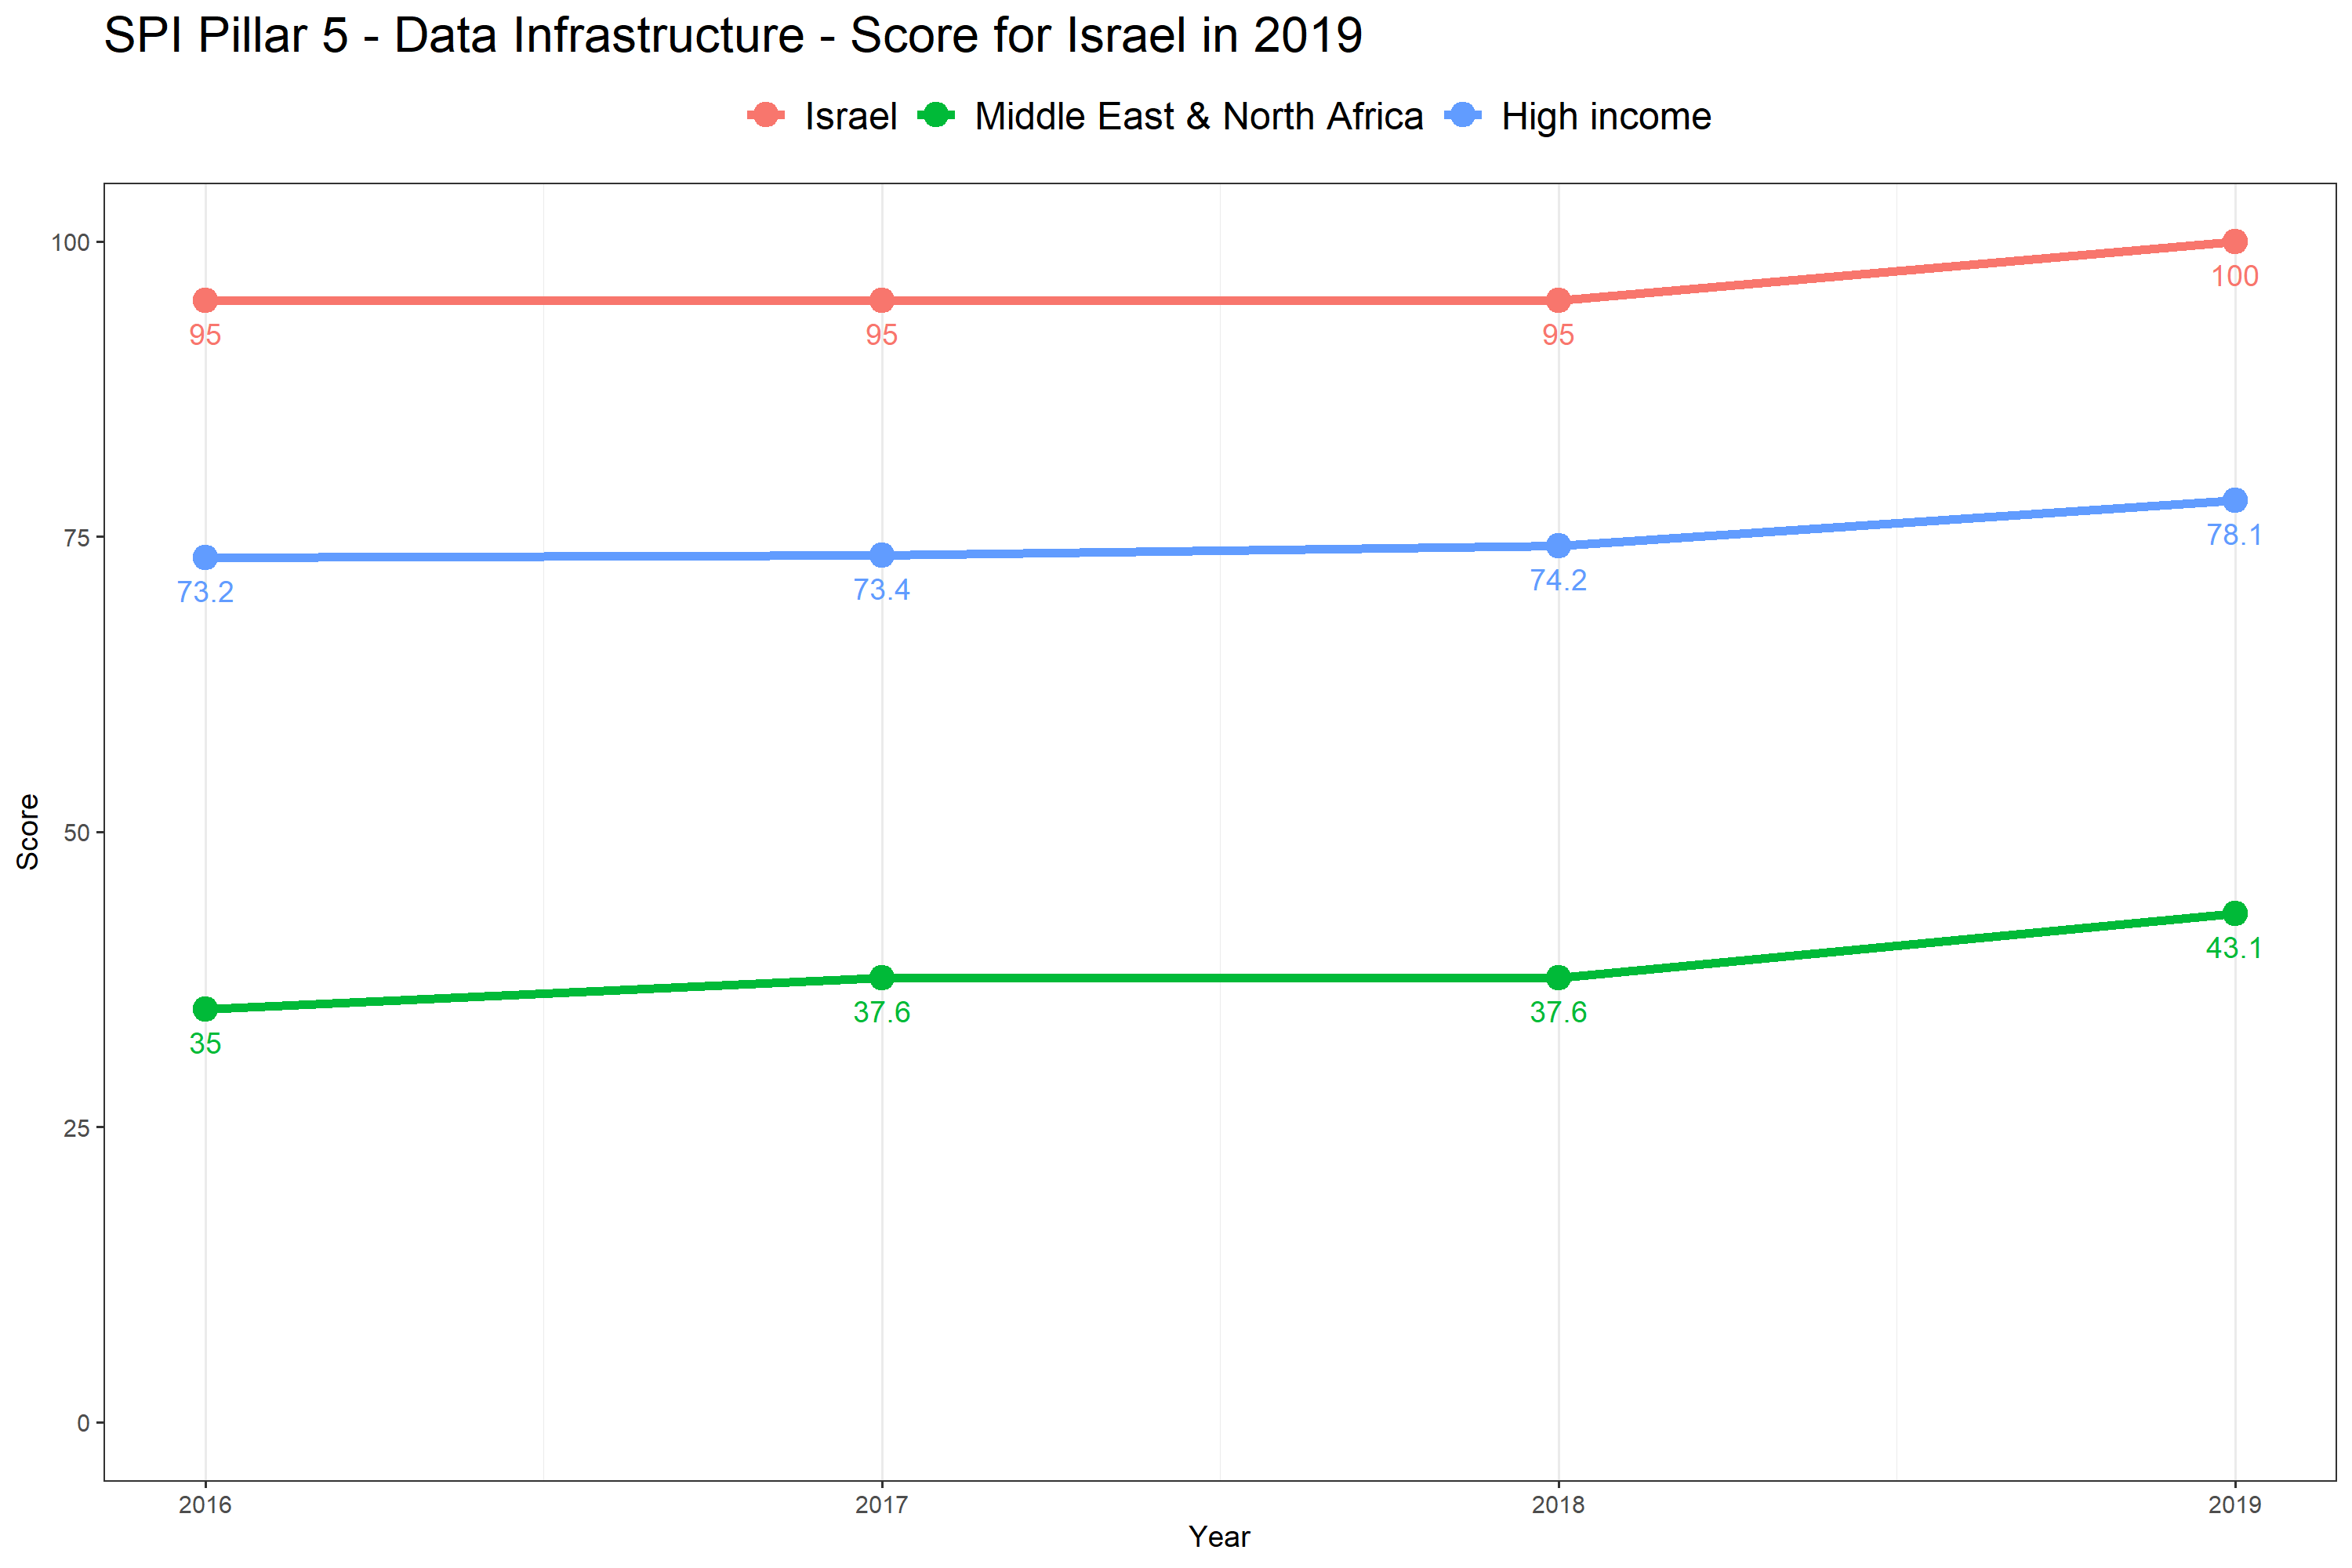 SPI Pillar 5 - Data Infrastructure - Score for Israel in 2019
Israel Middle East & North Africa High income
100
75
50
25
0
Score
95 95 95 100
73.2 73.4 74.2 78.1
35 37.6 37.6 43.1
2016 2017 2018 2019
Year